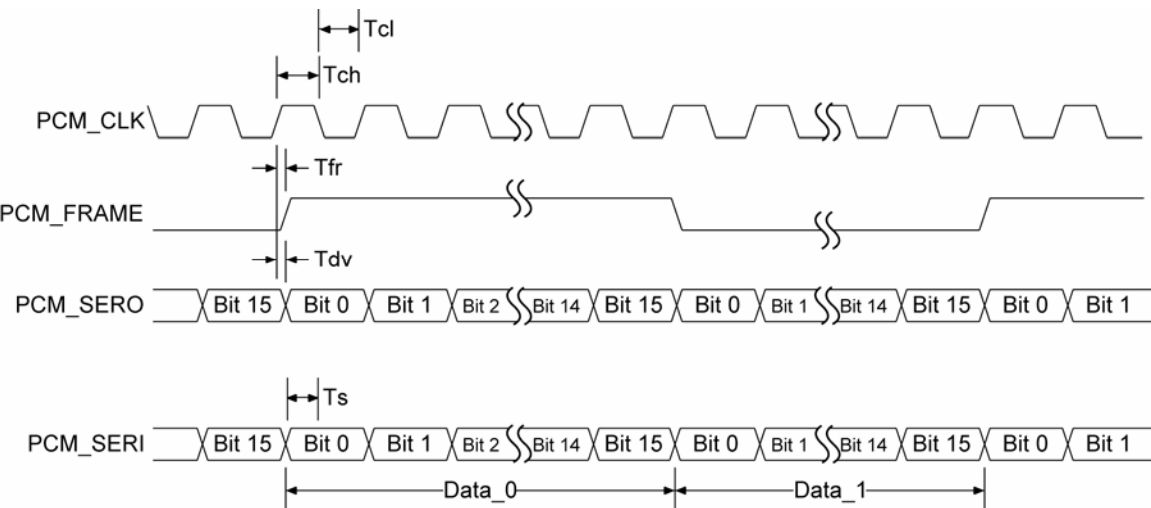 Tcl
Tch
PCM_CLK
Tfr
PCM_FRAME
Tdv
PCM_SERO Bit 15 Bit 0 Bit 1 Bit 2 Bit 14 Bit 15 Bit 0 Bit 1 Bit 14 Bit 15 Bit 0 Bit 1
Ts
PCM_SERI Bit 15 Bit 0 Bit 1 Bit 2 Bit 14 Bit 15 Bit 0 Bit 1 Bit 14 Bit 15 Bit 0 Bit 1
Data_0 Data_1